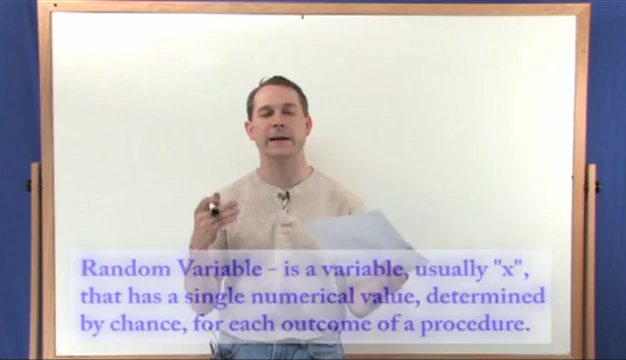 Random Variable - is a variable, usually "x",
that has a single numerical value, determined
by chance, for each outcome of a procedure.